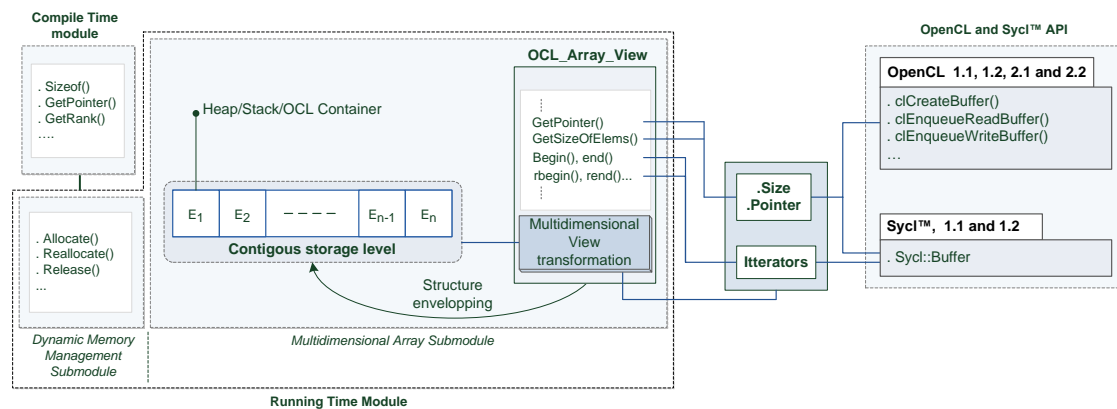 Compile Time
module
. Sizeof()
. GetPointer()
. GetRank()
....
. Allocate()
. Reallocate()
. Release()
...
Dynamic Memory
Management
Submodule
Heap/Stack/OCL Container
E1
E2
En-1
En
Contigous storage level
Structure
envelopping
Multidimensional Array Submodule
Running Time Module
OCL_Array_View
GetPointer()
GetSizeOfElems()
Begin(), end()
rbegin(), rend()...
Multidimensional
View
transformation
.Size
.Pointer
Itterators
OpenCL and Sycl™ API
OpenCL 1.1, 1.2, 2.1 and 2.2
. clCreateBuffer()
. clEnqueueReadBuffer()
. clEnqueueWriteBuffer()
...
Sycl™, 1.1 and 1.2
. Sycl::Buffer